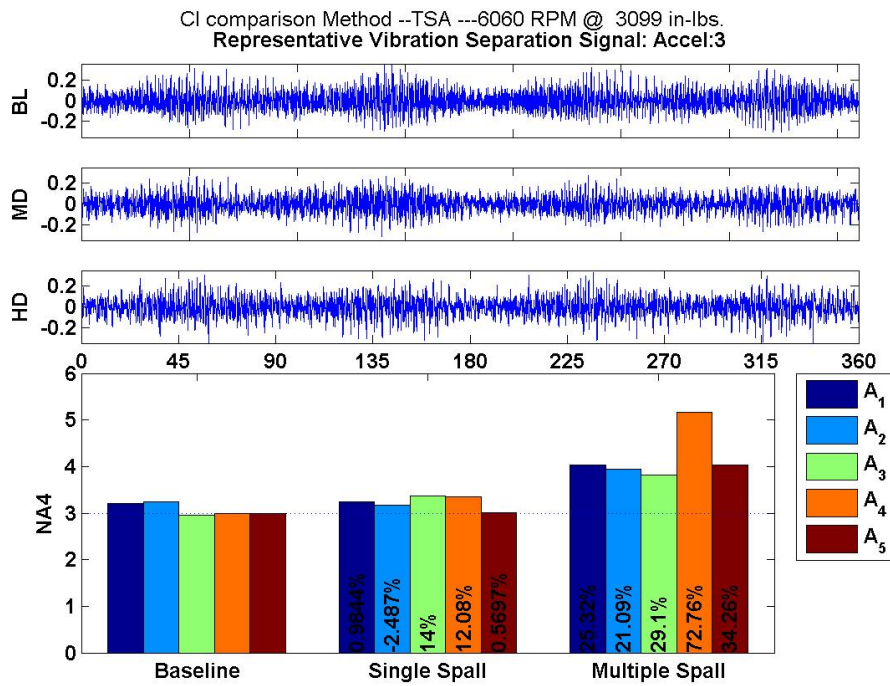 CI comparison Method --TSA ---6060 RPM @ 3099 in-lbs.
Representative Vibration Separation Signal: Accel:3
BL
0.2
0
-0.2
MD
0.2
0
-0.2
HD
0.2
0
-0.2
0 45 90 135 180 225 270 315 360
NA4
6
5
4
3
2
1
0
0.9844% -2.487% 14% 12.08% 0.5697%
25.32% 21.09% 29.1% 72.76% 34.26%
Baseline Single Spall Multiple Spall
A1
A2
A3
A4
A5